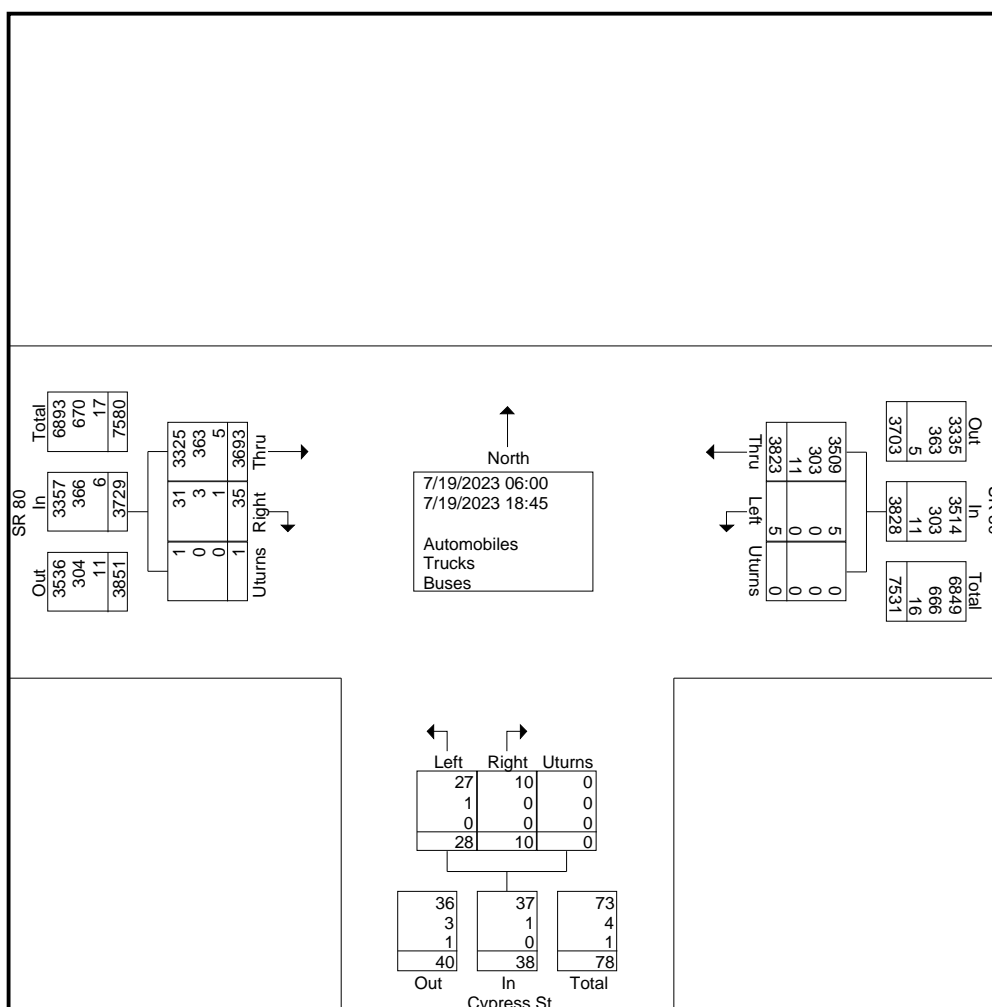 North
7/19/2023 06:00
7/19/2023 18:45
Automobiles
Trucks
Buses
SR 80
Total
6893
670
17
7580
In
3357
366
6
3729
Out
3536
304
11
3851
Thru
3325
363
5
3693
Right
31
3
1
35
Uturns
1
0
0
1
Out
3335
363
5
3703
In
3514
303
11
3828
Total
6849
666
16
7531
Thru
3509
303
11
3823
Left
5
0
0
5
Uturns
0
0
0
0
Left Right Uturns
27 10 0
1 0 0
0 0 0
28 10 0
36 37 73
3 1 4
1 0 1
40 38 78
Out In Total
Cypress St